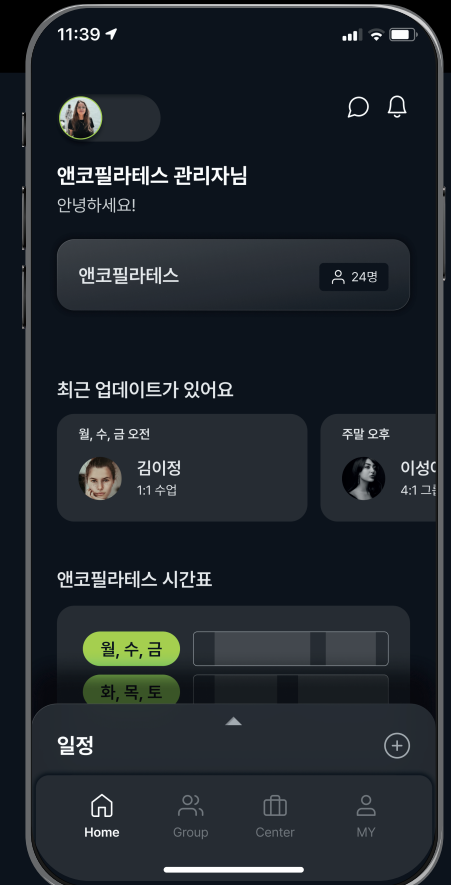 11:39
앤코필라테스 관리자님
안녕하세요!
앤코필라테스
24명
최근 업데이트가 있어요
월, 수, 금 오전
김이정
1:1 수업
주말 오후
이성
4:1
앤코필라테스 시간표
월, 수, 금
화, 목, 토
일정
Home
Group
Center
MY